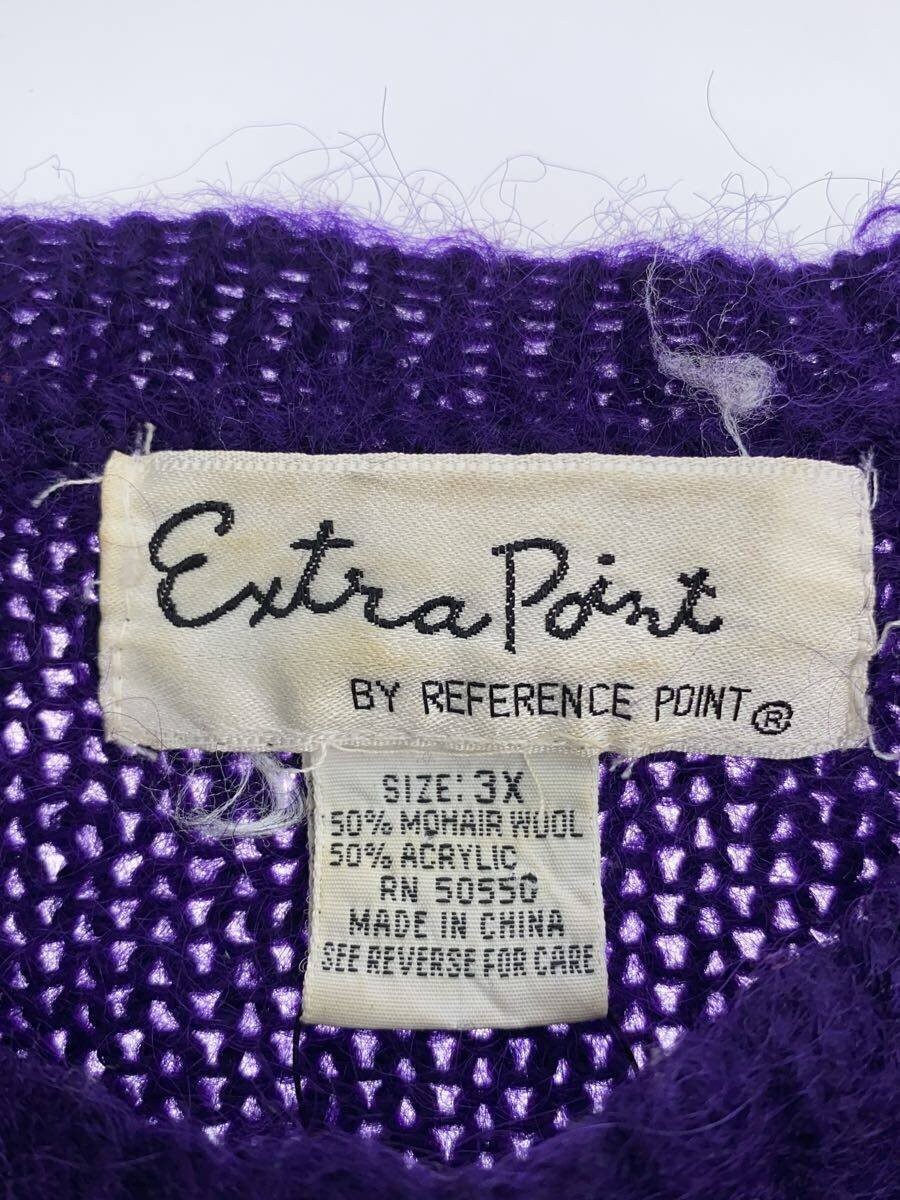 Extra Point
BY REFERENCE POINT®
SIZE: 3X
50% MOHAIR WOOL
50% ACRYLIC
RN 50550
MADE IN CHINA
SEE REVERSE FOR CARE